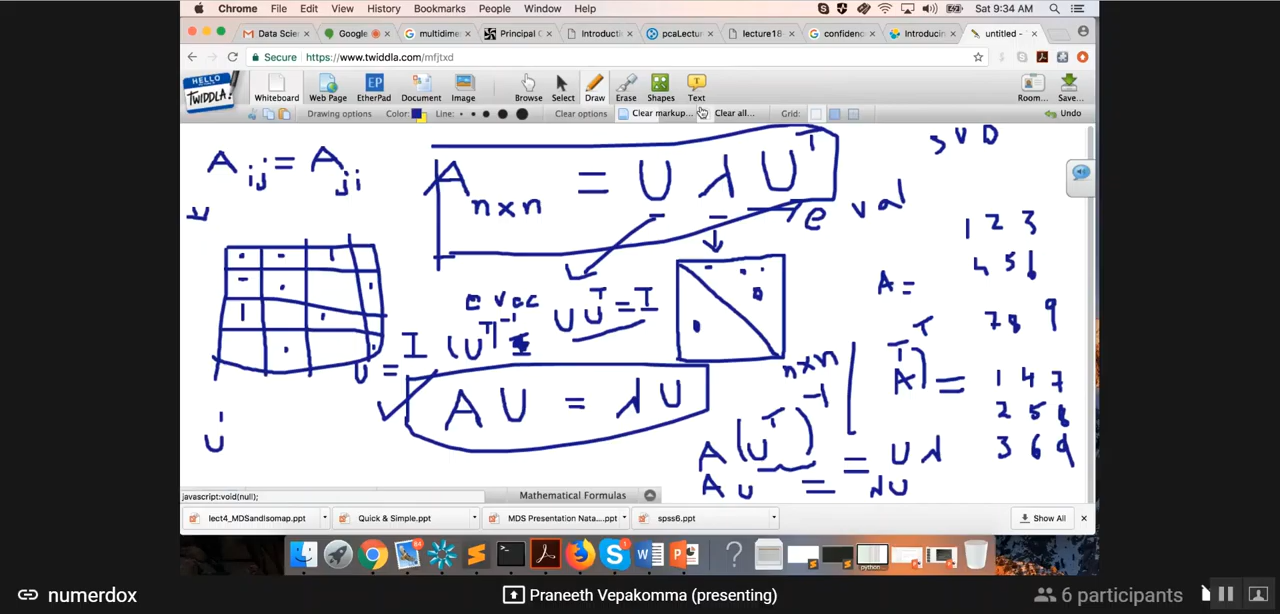 Chrome File Edit View History Bookmarks People Window Help Sat 9:34 AM
Data Scien Google multidime Principal C Introducti pcaLectur lecture18- confidenc Introducin untitled -
Secure https://www.twiddla.com/mfjtxd
HELLO TWIDDLA! Whiteboard Web Page EtherPad Document Image Browse Select Draw Erase Shapes Text Room... Save...
Drawing options Color: Line: Clear options Clear markup... Clear all... Grid: Undo
SVD
A ij = A ji
A n×n = U λ U^T
e val
e vec
U U^T = I
1 2 3
A = 4 5 6
7 8 9
U = I (U^T)^-1
n×n
A U = λ U
A^T = 1 4 7
2 5 8
3 6 9
A (U^T)^-1 = U λ
A U = λ U
javascript:void(null);
Mathematical Formulas
lect4_MDSandIsomap.ppt Quick & Simple.ppt MDS Presentation Nata....ppt spss6.ppt Show All
python
numerdox Praneeth Vepakomma (presenting) 6 participants